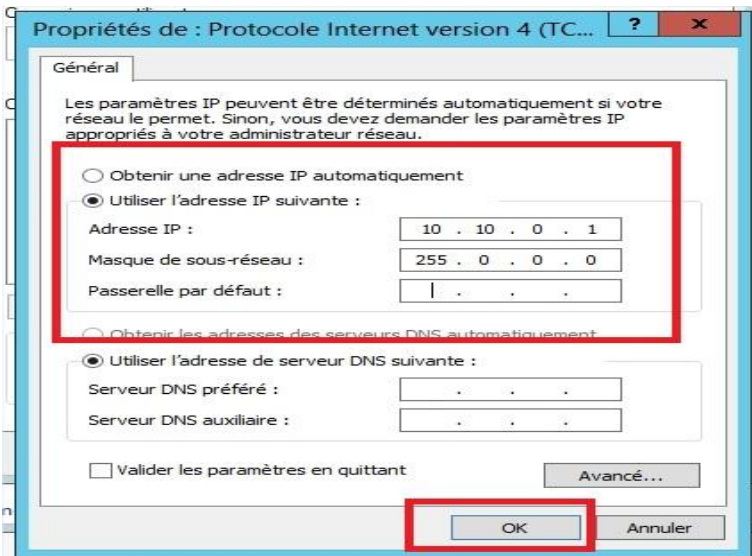 Propriétés de : Protocole Internet version 4 (TC...
?
x
Général
Les paramètres IP peuvent être déterminés automatiquement si votre
réseau le permet. Sinon, vous devez demander les paramètres IP
appropriés à votre administrateur réseau.
Obtenir une adresse IP automatiquement
Utiliser l'adresse IP suivante :
Adresse IP : 10 . 10 . 0 . 1
Masque de sous-réseau : 255 . 0 . 0 . 0
Passerelle par défaut : . . .
Obtenir les adresses des serveurs DNS automatiquement
Utiliser l'adresse de serveur DNS suivante :
Serveur DNS préféré : . . .
Serveur DNS auxiliaire : . . .
Valider les paramètres en quittant
Avancé...
OK Annuler